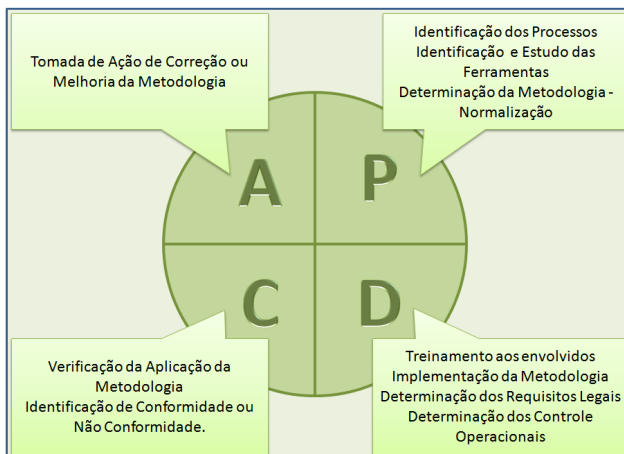 Tomada de Ação de Correção ou
Melhoria da Metodologia
Identificação dos Processos
Identificação e Estudo das
Ferramentas
Determinação da Metodologia -
Normalização
A
P
C
D
Verificação da Aplicação da
Metodologia
Identificação de Conformidade ou
Não Conformidade.
Treinamento aos envolvidos
Implementação da Metodologia
Determinação dos Requisitos Legais
Determinação dos Controle
Operacionais